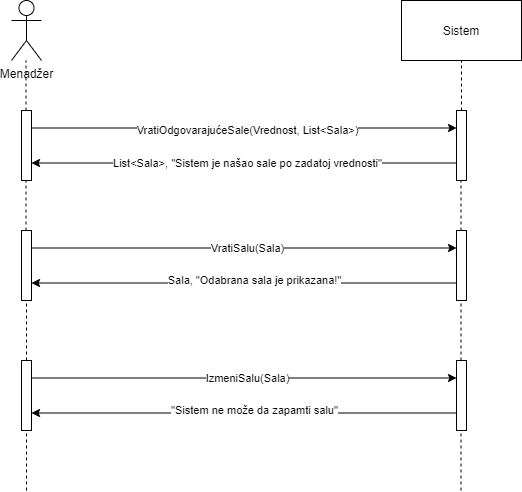 Sistem
Menadžer
VratiOdgovarajućeSale(Vrednost, List<Sala>)
List<Sala>, "Sistem je našao sale po zadatoj vrednosti"
VratiSalu(Sala)
Sala, "Odabrana sala je prikazana!"
IzmeniSalu(Sala)
"Sistem ne može da zapamti salu"